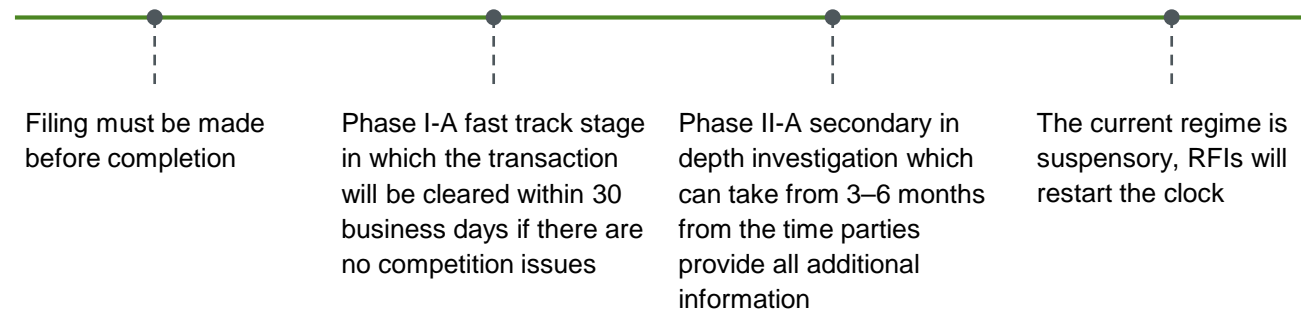 Filing must be made
before completion
Phase I-A fast track stage
in which the transaction
will be cleared within 30
business days if there are
no competition issues
Phase II-A secondary in
depth investigation which
can take from 3–6 months
from the time parties
provide all additional
information
The current regime is
suspensory, RFIs will
restart the clock